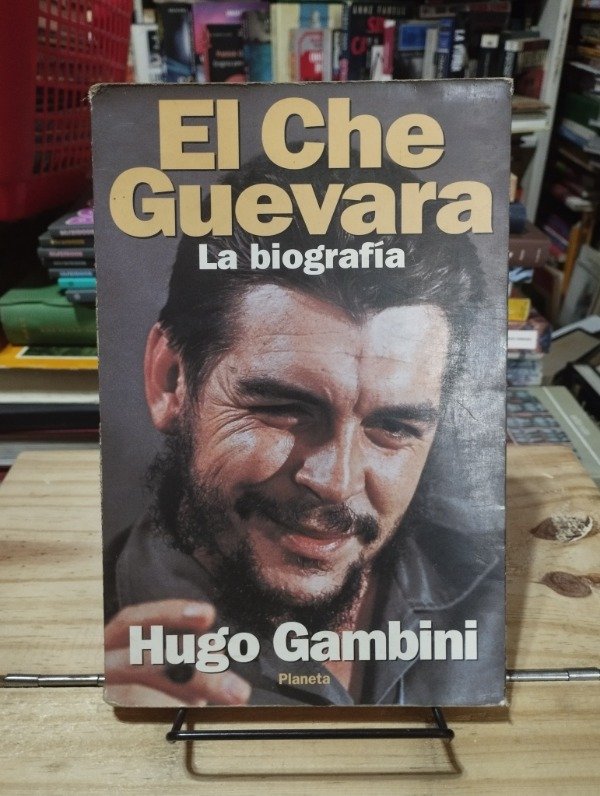 El Che
Guevara
La biografía
Hugo Gambini
Planeta